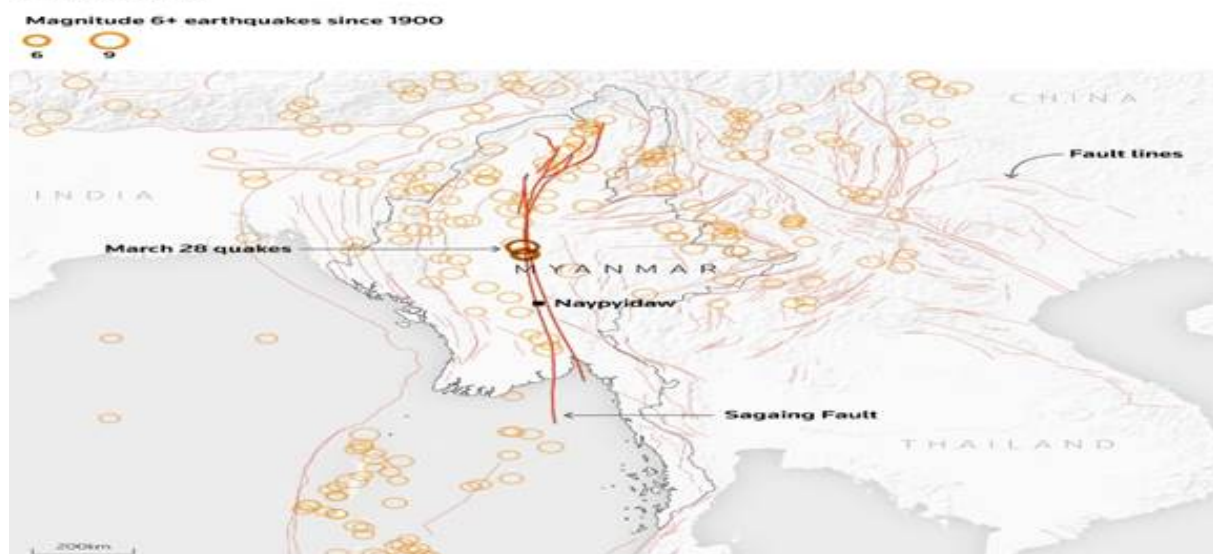 Magnitude 6+ earthquakes since 1900
6 9
CHINA
Fault lines
INDIA
March 28 quakes
MYANMAR
Naypyidaw
Sagaing Fault
THAILAND
200km